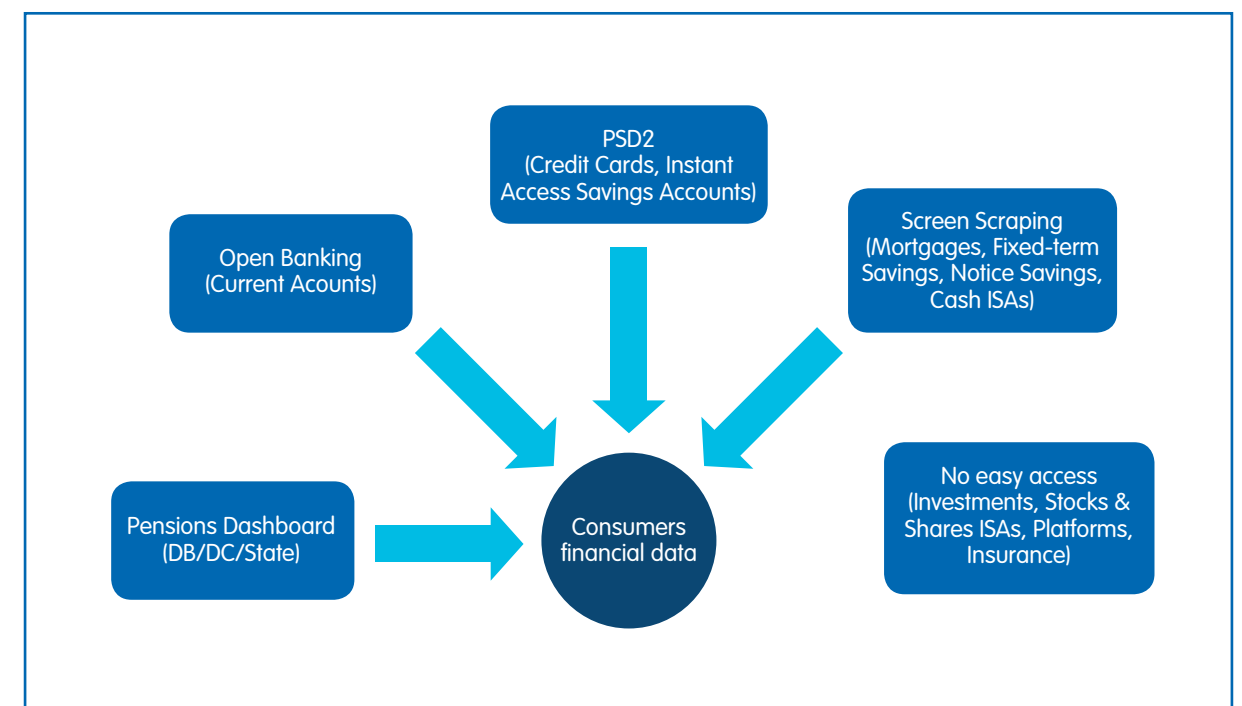 PSD2
(Credit Cards, Instant
Access Savings Accounts)
Open Banking
(Current Acounts)
Screen Scraping
(Mortgages, Fixed-term
Savings, Notice Savings,
Cash ISAs)
Pensions Dashboard
(DB/DC/State)
Consumers
financial data
No easy access
(Investments, Stocks &
Shares ISAs, Platforms,
Insurance)